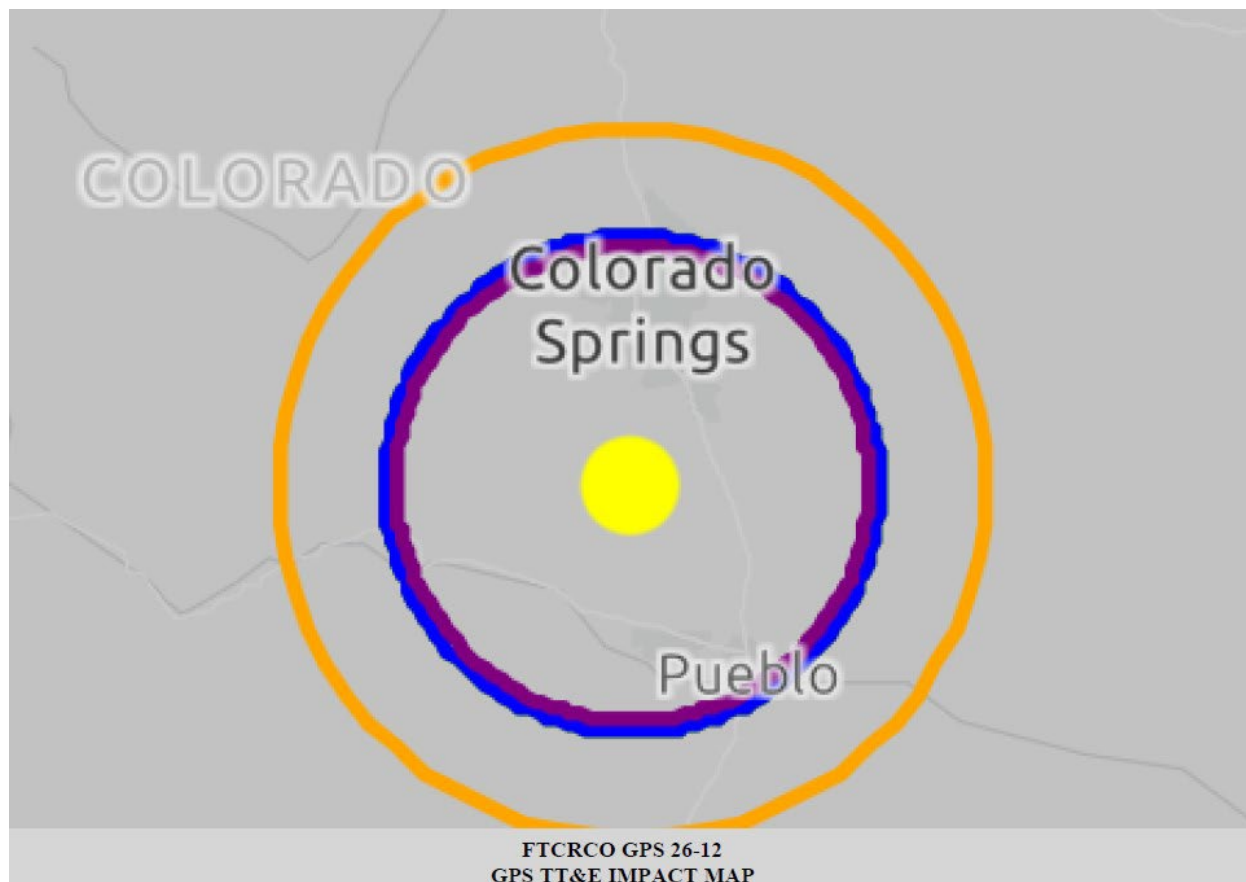 COLORADO
Colorado
Springs
Pueblo
FTCRCO GPS 26-12
GPS TT&E IMPACT MAP